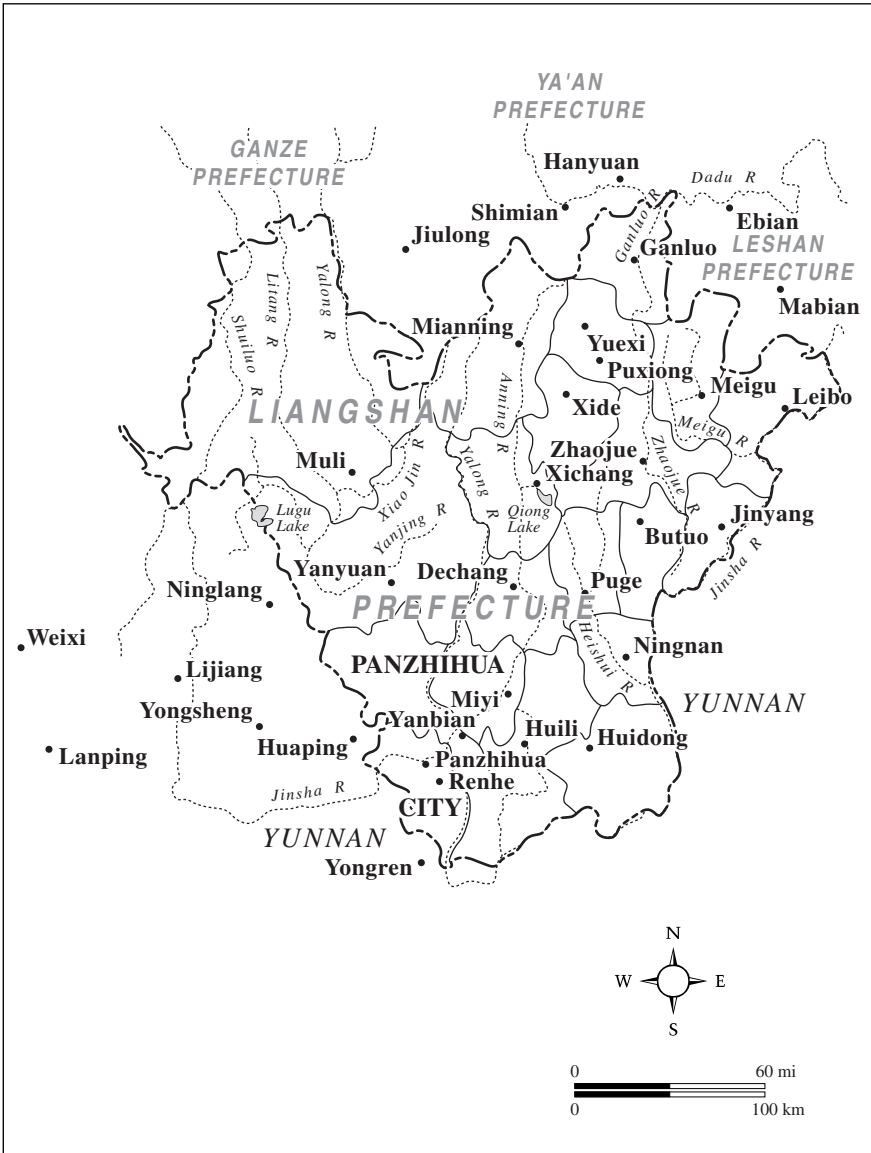 YA'AN
PREFECTURE
GANZE
PREFECTURE
Hanyuan
Dadu R
Shimian
Ganluo R
Ebian
Jiulong
Ganluo
LESHAN
PREFECTURE
Mabian
Shuiluo R
Litang R
Yalong R
Mianning
Yuexi
Puxiong
Anning R
Meigu
Leibo
Xide
LIANGSHAN
Meigu R
Muli
Xiao Jin R
Yalong R
Zhaojue
Xichang
Zhaojue R
Lugu
Lake
Yanjing R
Qiong
Lake
Butuo
Jinyang
Jinsha R
Yanyuan
Dechang
Puge
Ninglang
PREFECTURE
Weixi
Heishui R
Ningnan
PANZHIHUA
Lijiang
Miyi
YUNNAN
Yongsheng
Yanbian
Huaping
Huili
Huidong
Lanping
Panzhihua
Renhe
Jinsha R
CITY
YUNNAN
Yongren
N
W E
S
0 60 mi
0 100 km